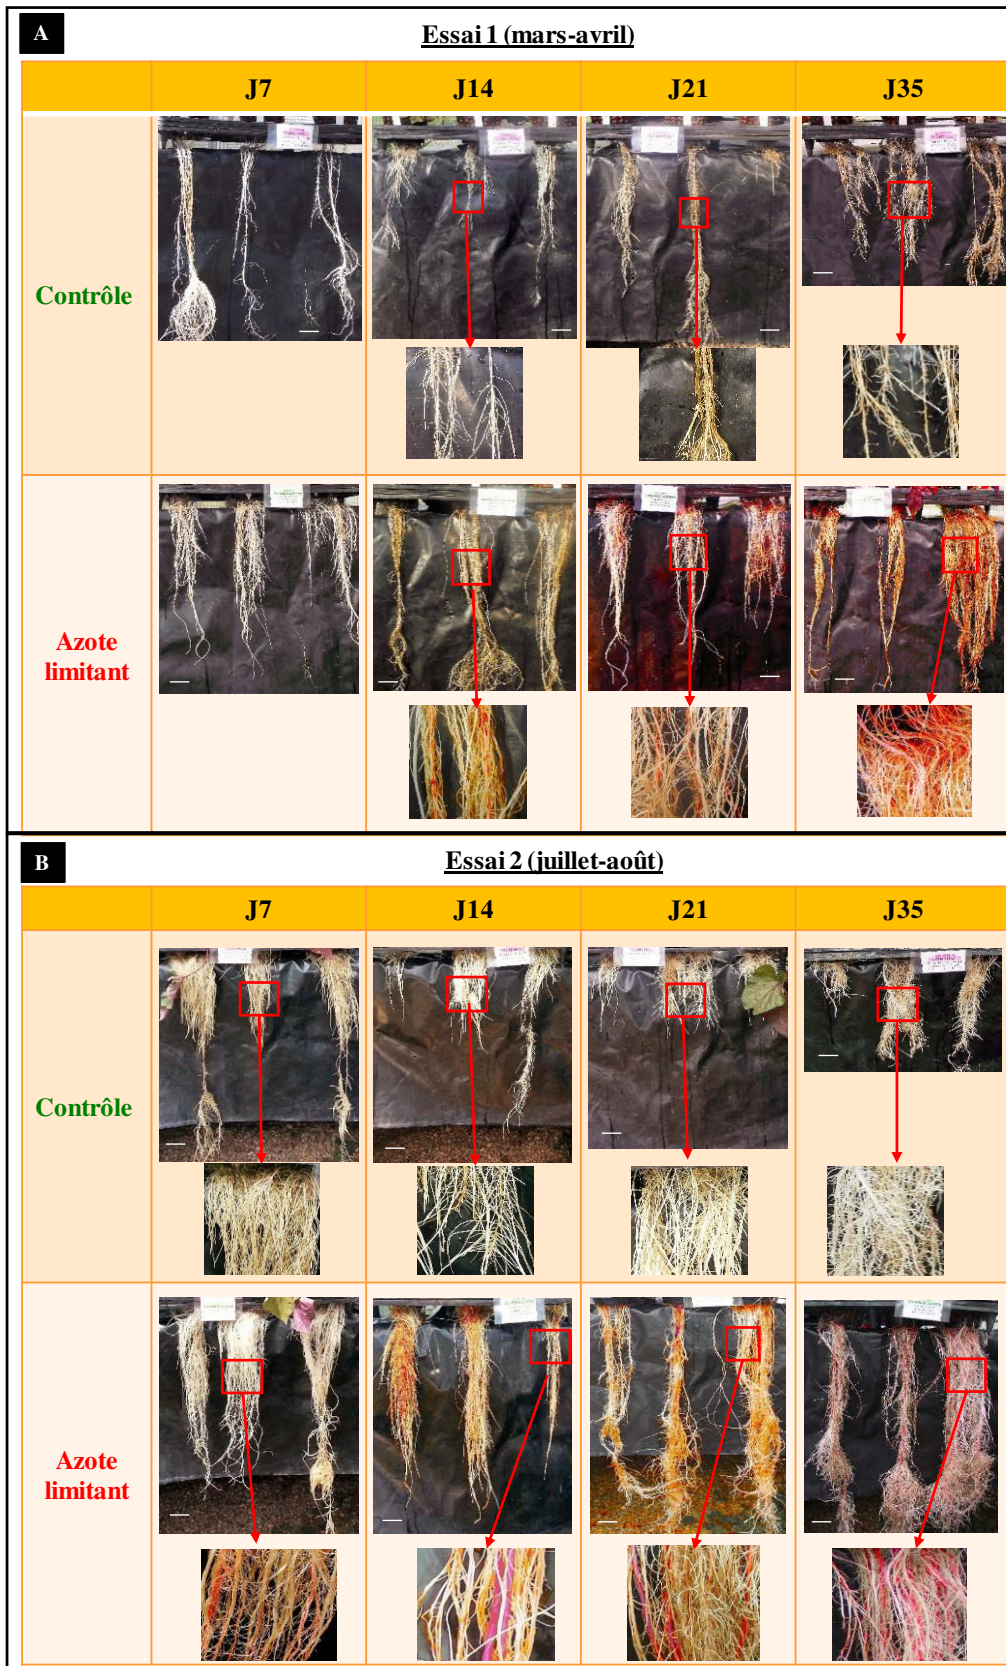 A
Essai 1 (mars-avril)
J7 J14 J21 J35
Contrôle
Azote
limitant
B
Essai 2 (juillet-août)
J7 J14 J21 J35
Contrôle
Azote
limitant